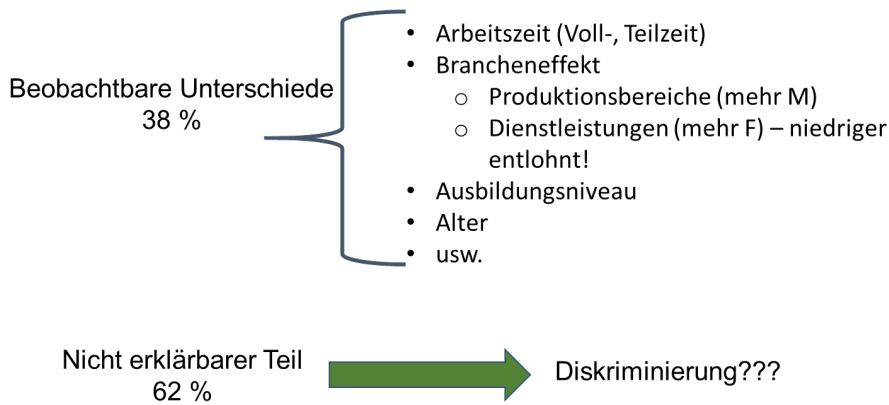 Beobachtbare Unterschiede
38 %
• Arbeitszeit (Voll-, Teilzeit)
• Brancheneffekt
o Produktionsbereiche (mehr M)
o Dienstleistungen (mehr F) – niedriger
entlohnt!
• Ausbildungsniveau
• Alter
• usw.
Nicht erklärbarer Teil
62 %
Diskriminierung???